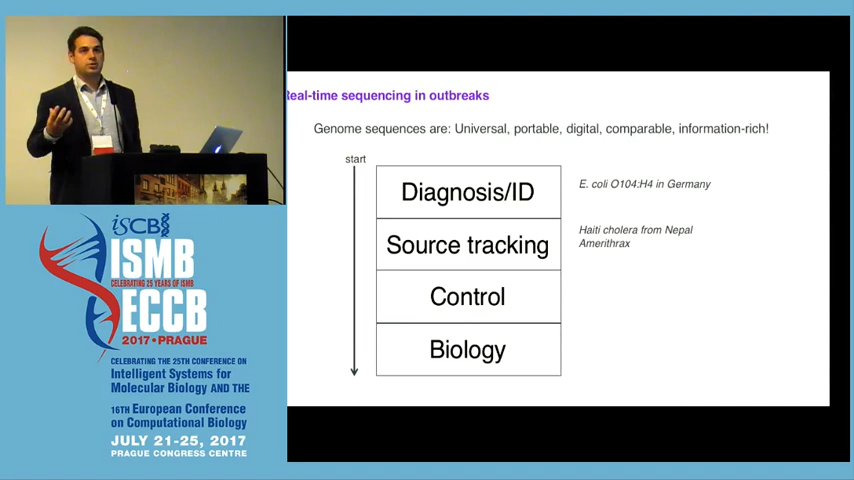 Real-time sequencing in outbreaks
Genome sequences are: Universal, portable, digital, comparable, information-rich!
start
Diagnosis/ID
E. coli O104:H4 in Germany
Source tracking
Haiti cholera from Nepal
Amerithrax
Control
Biology
iSCB
ISMB
CELEBRATING 25 YEARS OF ISMB
ECCB
2017 • PRAGUE
CELEBRATING THE 25TH CONFERENCE ON
Intelligent Systems for
Molecular Biology AND THE
16TH European Conference
on Computational Biology
JULY 21-25, 2017
PRAGUE CONGRESS CENTRE